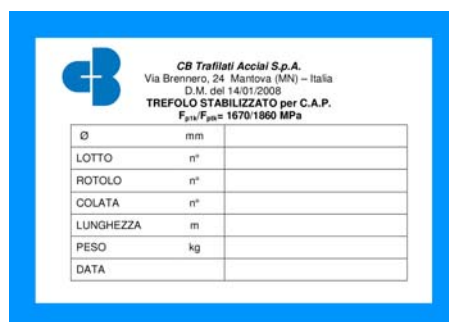 CB Trafilati Acciai S.p.A.
Via Brennero, 24 Mantova (MN) – Italia
D.M. del 14/01/2008
TREFOLO STABILIZZATO per C.A.P.
Fp1k/Fptk= 1670/1860 MPa
Ø mm
LOTTO n°
ROTOLO n°
COLATA n°
LUNGHEZZA m
PESO kg
DATA